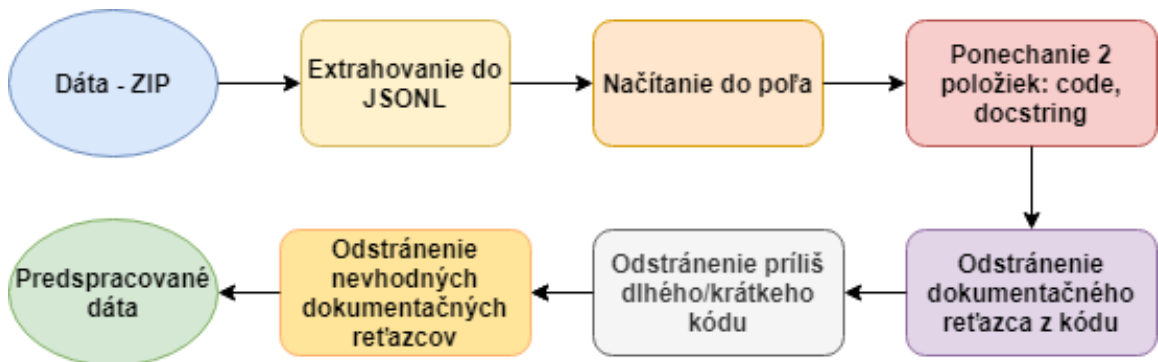 Dáta - ZIP
Extrahovanie do
JSONL
Načítanie do poľa
Ponechanie 2
položiek: code,
docstring
Odstránenie
dokumentačného
reťazca z kódu
Odstránenie príliš
dlhého/krátkeho
kódu
Odstránenie
nevhodných
dokumentačných
reťazcov
Predspracované
dáta